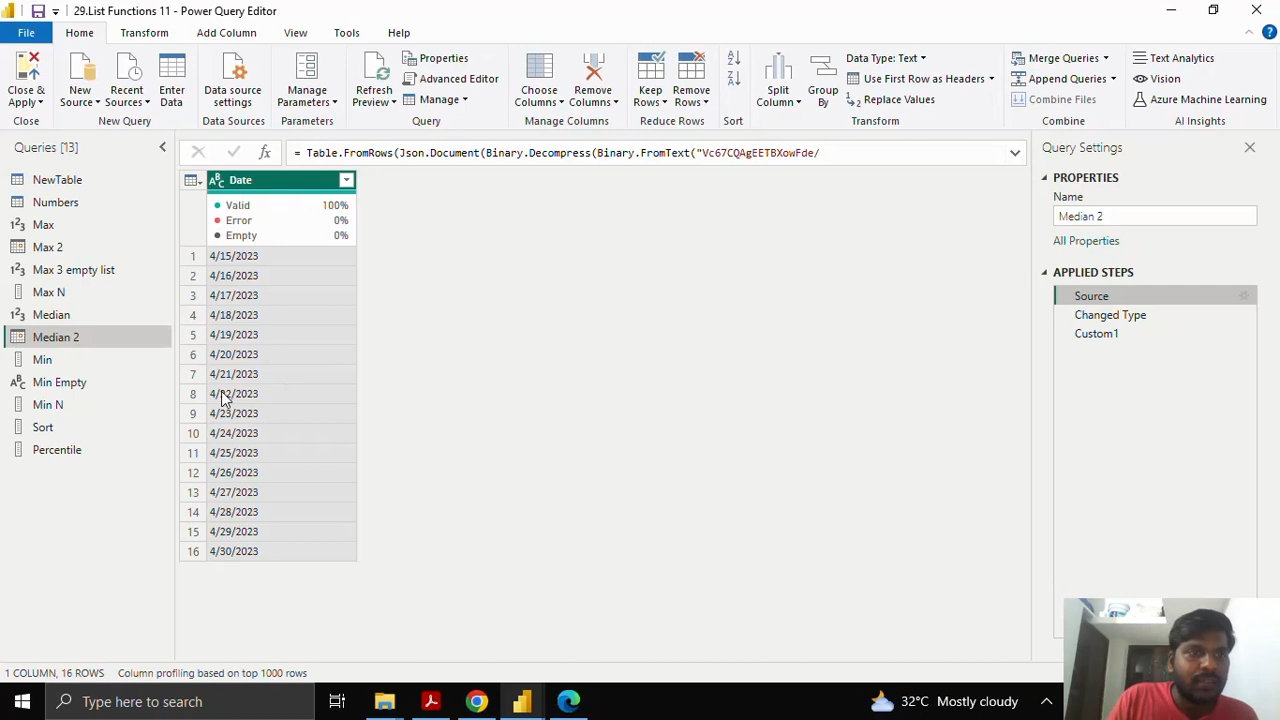 29.List Functions 11 - Power Query Editor
File Home Transform Add Column View Tools Help
Close & Apply
New Source
Recent Sources
Enter Data
Data source settings
Manage Parameters
Refresh Preview
Properties
Advanced Editor
Manage
Choose Columns
Remove Columns
Keep Rows
Remove Rows
Split Column
Group By
Data Type: Text
Use First Row as Headers
Replace Values
Merge Queries
Append Queries
Combine Files
Text Analytics
Vision
Azure Machine Learning
Close New Query Data Sources Parameters Query Manage Columns Reduce Rows Sort Transform Combine AI Insights
Queries [13]
NewTable
Numbers
Max
Max 2
Max 3 empty list
Max N
Median
Median 2
Min
Min Empty
Min N
Sort
Percentile
= Table.FromRows(Json.Document(Binary.Decompress(Binary.FromText("Vc67CQAgEETBXowFde/
Date
Valid 100%
Error 0%
Empty 0%
1 4/15/2023
2 4/16/2023
3 4/17/2023
4 4/18/2023
5 4/19/2023
6 4/20/2023
7 4/21/2023
8 4/22/2023
9 4/23/2023
10 4/24/2023
11 4/25/2023
12 4/26/2023
13 4/27/2023
14 4/28/2023
15 4/29/2023
16 4/30/2023
Query Settings
PROPERTIES
Name
Median 2
All Properties
APPLIED STEPS
Source
Changed Type
Custom1
1 COLUMN, 16 ROWS Column profiling based on top 1000 rows
Type here to search
32°C Mostly cloudy